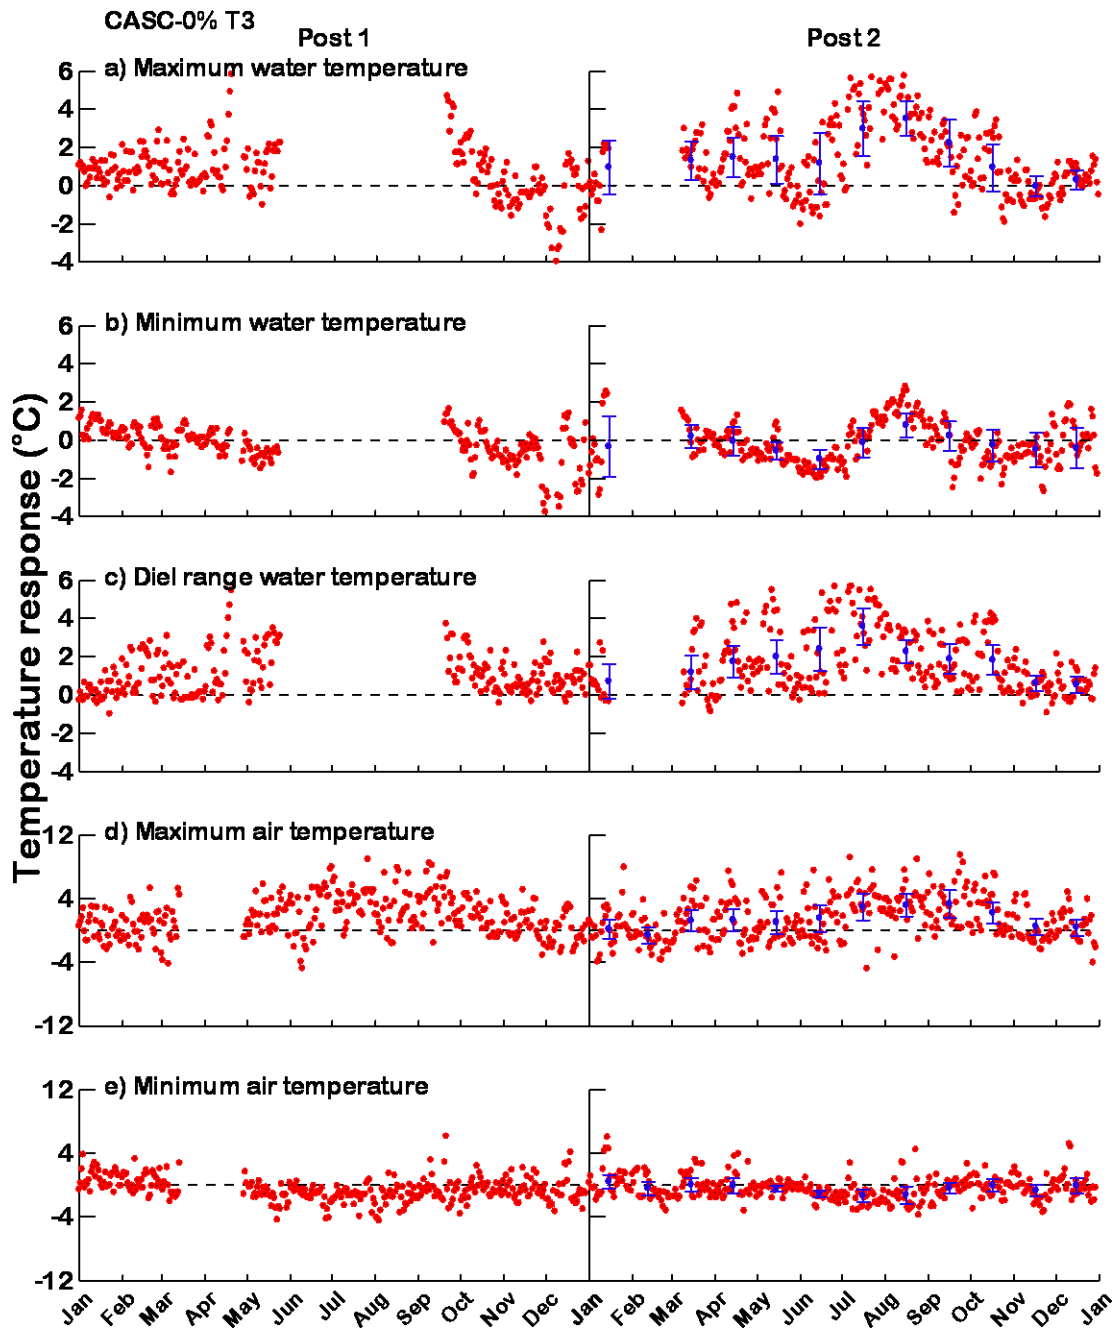 CASC-0% T3
Post 1
Post 2
a) Maximum water temperature
6
4
2
0
-2
-4
b) Minimum water temperature
6
4
2
0
-2
-4
Temperature response (°C)
c) Diel range water temperature
6
4
2
0
-2
-4
d) Maximum air temperature
12
4
-4
-12
e) Minimum air temperature
12
4
-4
-12
Jan Feb Mar Apr May Jun Jul Aug Sep Oct Nov Dec Jan Feb Mar Apr May Jun Jul Aug Sep Oct Nov Dec Jan